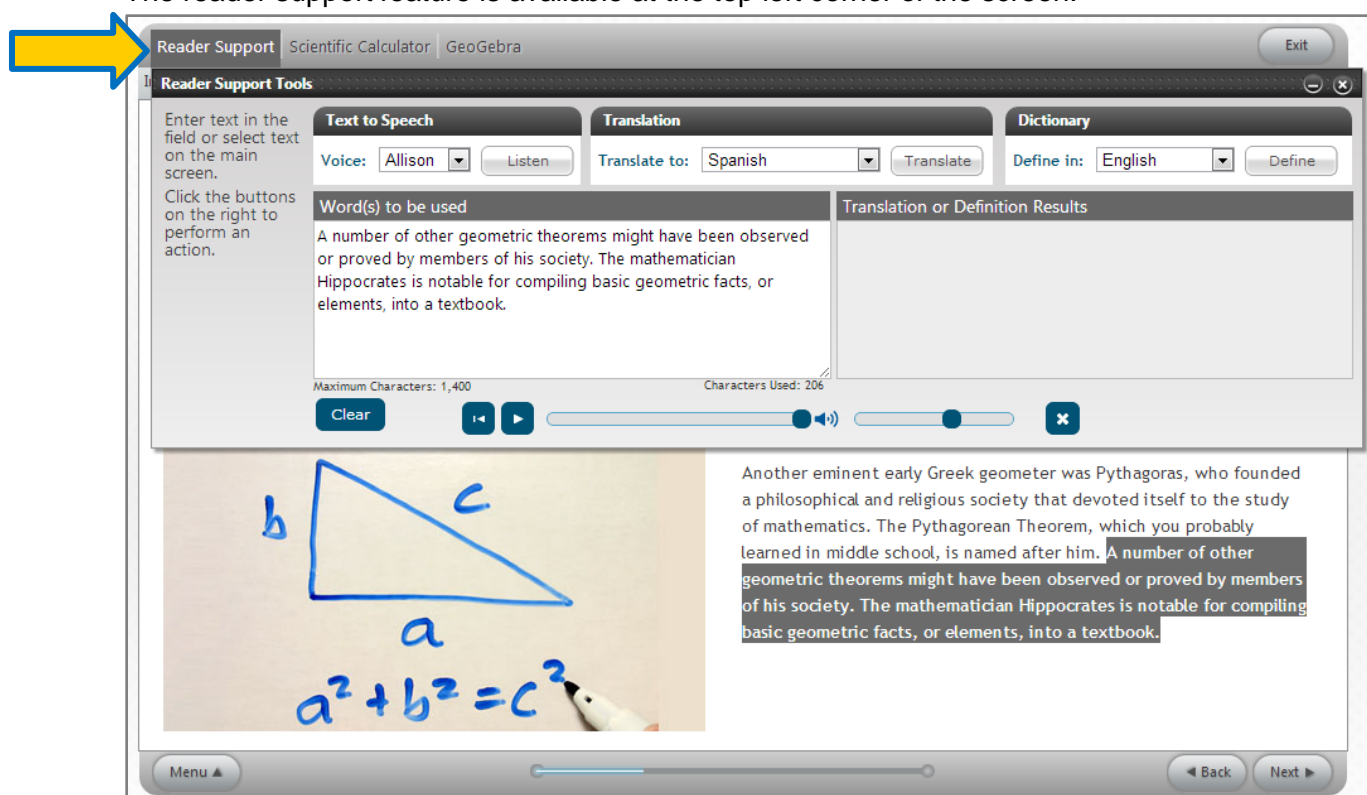 The reader support feature is available at the top left corner of the screen.
Reader Support Scientific Calculator GeoGebra Exit
Reader Support Tools
Enter text in the
field or select text
on the main
screen.
Click the buttons
on the right to
perform an
action.
Text to Speech
Voice: Allison Listen
Translation
Translate to: Spanish Translate
Dictionary
Define in: English Define
Word(s) to be used
A number of other geometric theorems might have been observed
or proved by members of his society. The mathematician
Hippocrates is notable for compiling basic geometric facts, or
elements, into a textbook.
Translation or Definition Results
Maximum Characters: 1,400 Characters Used: 206
Clear
b
c
a
a² + b² = c²
Another eminent early Greek geometer was Pythagoras, who founded
a philosophical and religious society that devoted itself to the study
of mathematics. The Pythagorean Theorem, which you probably
learned in middle school, is named after him. A number of other
geometric theorems might have been observed or proved by members
of his society. The mathematician Hippocrates is notable for compiling
basic geometric facts, or elements, into a textbook.
Menu ▲ ◀ Back Next ▶